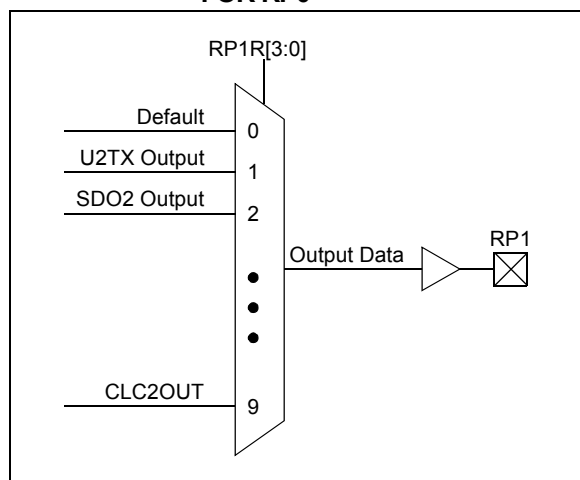 RP1R[3:0]
Default
0
U2TX Output
1
SDO2 Output
2
Output Data
RP1
CLC2OUT
9